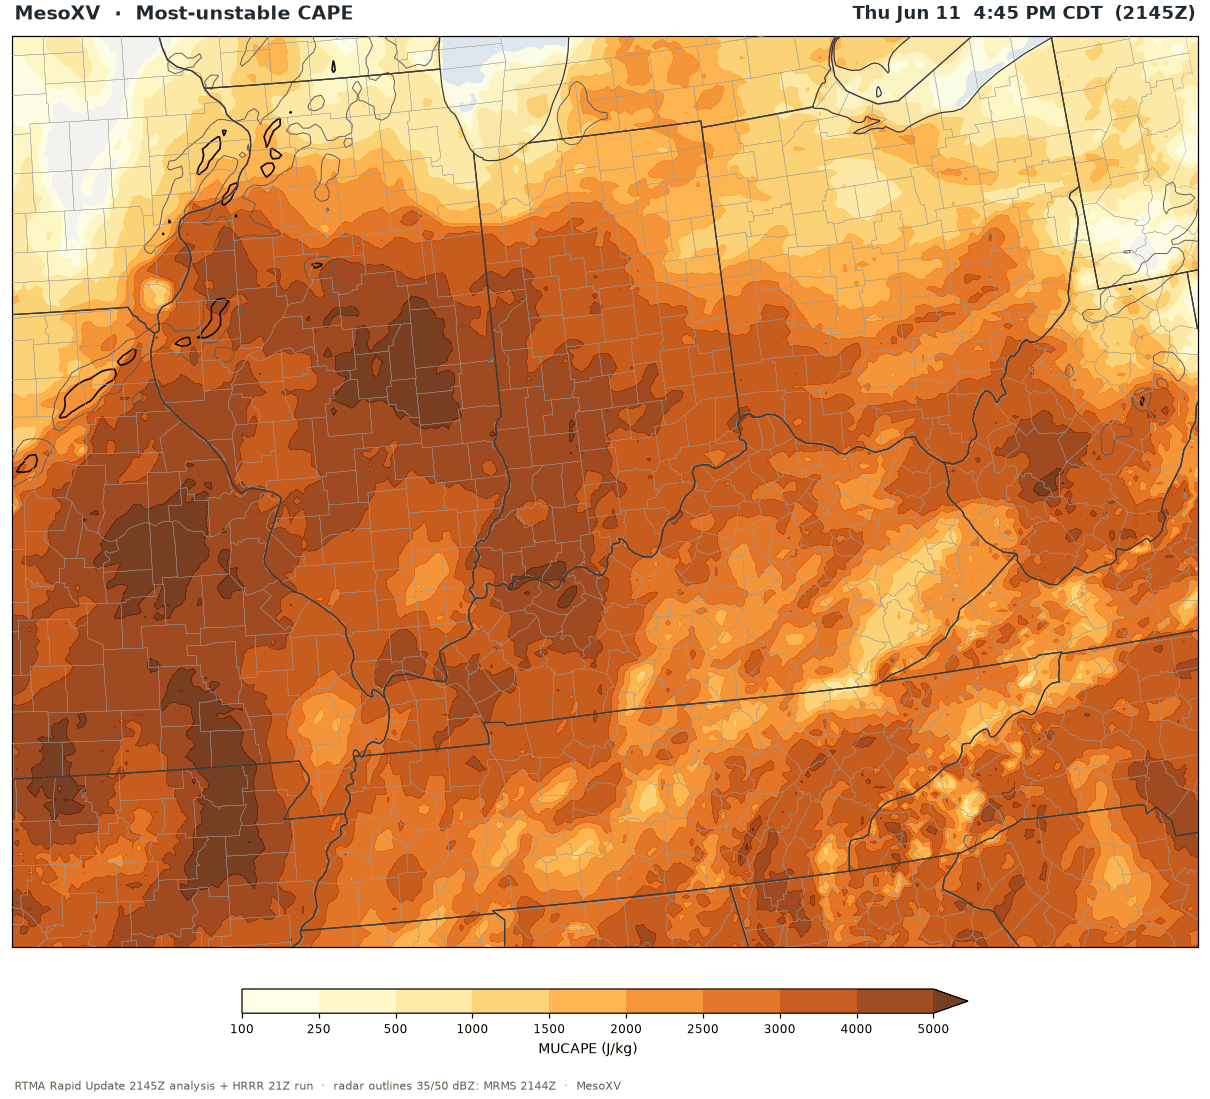 MesoXV · Most-unstable CAPE
Thu Jun 11 4:45 PM CDT (2145Z)
100 250 500 1000 1500 2000 2500 3000 4000 5000
MUCAPE (J/kg)
RTMA Rapid Update 2145Z analysis + HRRR 21Z run · radar outlines 35/50 dBZ: MRMS 2144Z · MesoXV